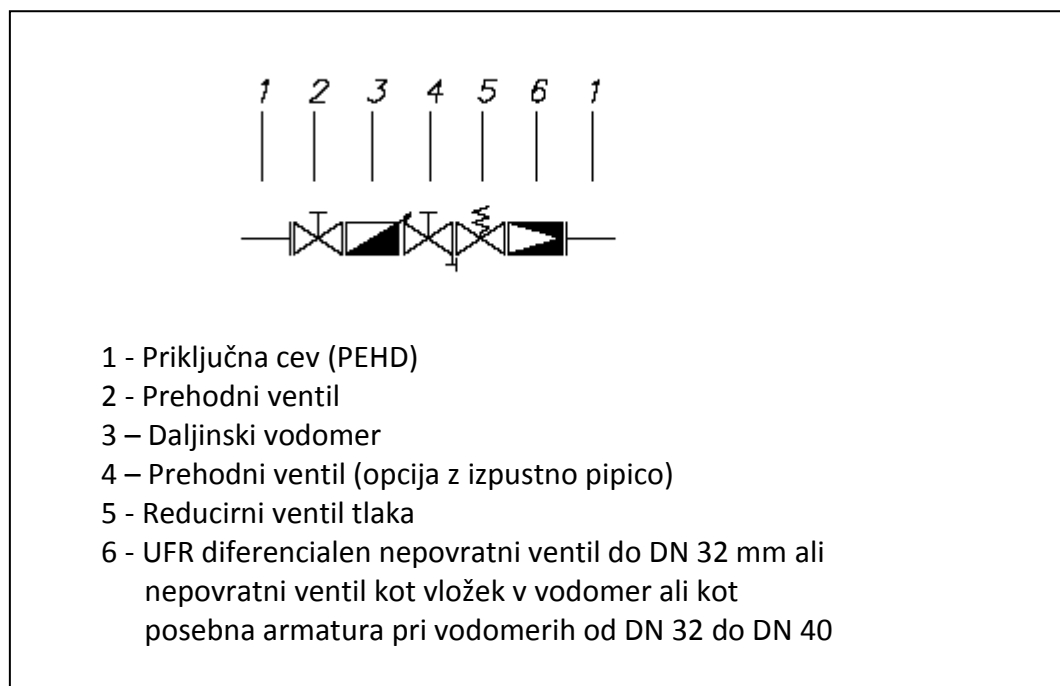 1 2 3 4 5 6 1
1 - Priključna cev (PEHD)
2 - Prehodni ventil
3 – Daljinski vodomer
4 – Prehodni ventil (opcija z izpustno pipico)
5 - Reducirni ventil tlaka
6 - UFR diferencialen nepovratni ventil do DN 32 mm ali
nepovratni ventil kot vložek v vodomer ali kot
posebna armatura pri vodomerih od DN 32 do DN 40